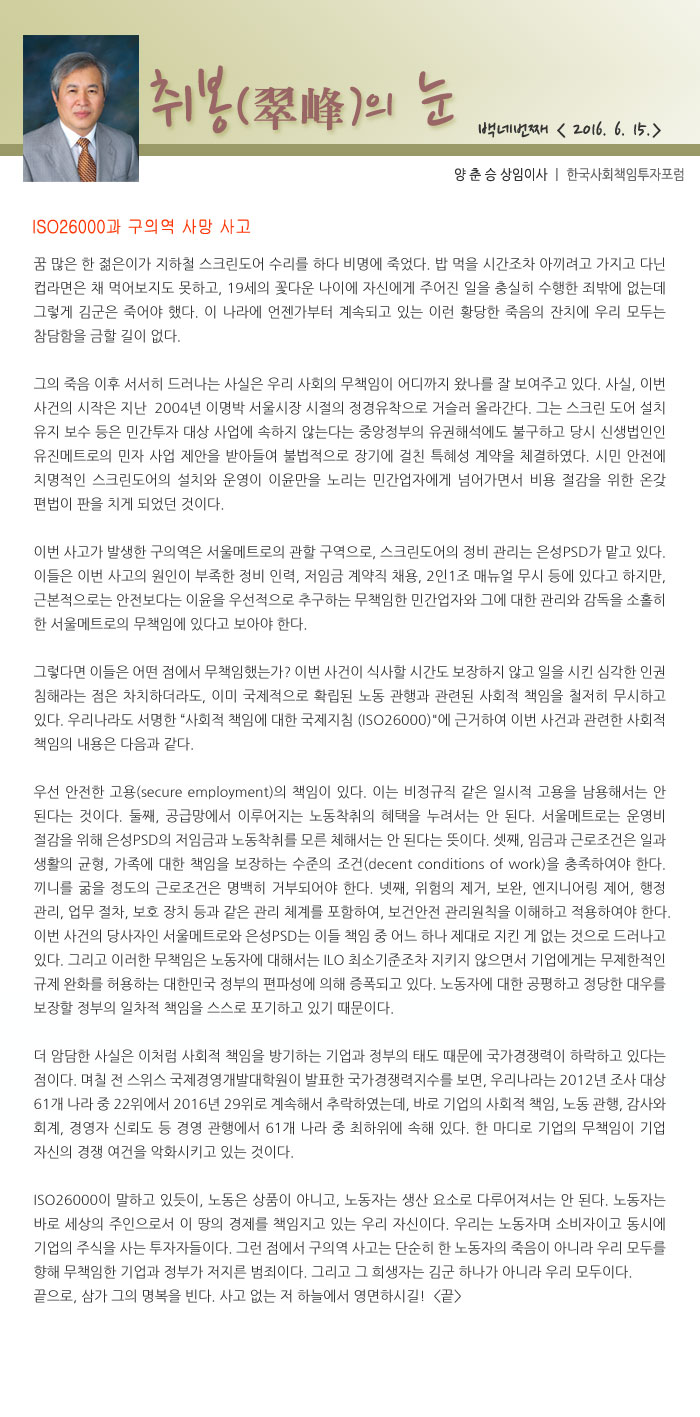 취봉(翠峰)의 눈
백네번째 < 2016. 6. 15.>
양 춘 승 상임이사 ㅣ 한국사회책임투자포럼
ISO26000과 구의역 사망 사고
꿈 많은 한 젊은이가 지하철 스크린도어 수리를 하다 비명에 죽었다. 밥 먹을 시간조차 아끼려고 가지고 다닌
컵라면은 채 먹어보지도 못하고, 19세의 꽃다운 나이에 자신에게 주어진 일을 충실히 수행한 죄밖에 없는데
그렇게 김군은 죽어야 했다. 이 나라에 언젠가부터 계속되고 있는 이런 황당한 죽음의 잔치에 우리 모두는
참담함을 금할 길이 없다.
그의 죽음 이후 서서히 드러나는 사실은 우리 사회의 무책임이 어디까지 왔나를 잘 보여주고 있다. 사실, 이번
사건의 시작은 지난  2004년 이명박 서울시장 시절의 정경유착으로 거슬러 올라간다. 그는 스크린 도어 설치
유지 보수 등은 민간투자 대상 사업에 속하지 않는다는 중앙정부의 유권해석에도 불구하고 당시 신생법인인
유진메트로의 민자 사업 제안을 받아들여 불법적으로 장기에 걸친 특혜성 계약을 체결하였다. 시민 안전에
치명적인 스크린도어의 설치와 운영이 이윤만을 노리는 민간업자에게 넘어가면서 비용 절감을 위한 온갖
편법이 판을 치게 되었던 것이다.
이번 사고가 발생한 구의역은 서울메트로의 관할 구역으로, 스크린도어의 정비 관리는 은성PSD가 맡고 있다.
이들은 이번 사고의 원인이 부족한 정비 인력, 저임금 계약직 채용, 2인1조 매뉴얼 무시 등에 있다고 하지만,
근본적으로는 안전보다는 이윤을 우선적으로 추구하는 무책임한 민간업자와 그에 대한 관리와 감독을 소홀히
한 서울메트로의 무책임에 있다고 보아야 한다.
그렇다면 이들은 어떤 점에서 무책임했는가? 이번 사건이 식사할 시간도 보장하지 않고 일을 시킨 심각한 인권
침해라는 점은 차치하더라도, 이미 국제적으로 확립된 노동 관행과 관련된 사회적 책임을 철저히 무시하고
있다. 우리나라도 서명한 "사회적 책임에 대한 국제지침 (ISO26000)"에 근거하여 이번 사건과 관련한 사회적
책임의 내용은 다음과 같다.
우선 안전한 고용(secure employment)의 책임이 있다. 이는 비정규직 같은 일시적 고용을 남용해서는 안
된다는 것이다. 둘째, 공급망에서 이루어지는 노동착취의 혜택을 누려서는 안 된다. 서울메트로는 운영비
절감을 위해 은성PSD의 저임금과 노동착취를 모른 체해서는 안 된다는 뜻이다. 셋째, 임금과 근로조건은 일과
생활의 균형, 가족에 대한 책임을 보장하는 수준의 조건(decent conditions of work)을 충족하여야 한다.
끼니를 굶을 정도의 근로조건은 명백히 거부되어야 한다. 넷째, 위험의 제거, 보완, 엔지니어링 제어, 행정
관리, 업무 절차, 보호 장치 등과 같은 관리 체계를 포함하여, 보건안전 관리원칙을 이해하고 적용하여야 한다.
이번 사건의 당사자인 서울메트로와 은성PSD는 이들 책임 중 어느 하나 제대로 지킨 게 없는 것으로 드러나고
있다. 그리고 이러한 무책임은 노동자에 대해서는 ILO 최소기준조차 지키지 않으면서 기업에게는 무제한적인
규제 완화를 허용하는 대한민국 정부의 편파성에 의해 증폭되고 있다. 노동자에 대한 공평하고 정당한 대우를
보장할 정부의 일차적 책임을 스스로 포기하고 있기 때문이다.
더 암담한 사실은 이처럼 사회적 책임을 방기하는 기업과 정부의 태도 때문에 국가경쟁력이 하락하고 있다는
점이다. 며칠 전 스위스 국제경영개발대학원이 발표한 국가경쟁력지수를 보면, 우리나라는 2012년 조사 대상
61개 나라 중 22위에서 2016년 29위로 계속해서 추락하였는데, 바로 기업의 사회적 책임, 노동 관행, 감사와
회계, 경영자 신뢰도 등 경영 관행에서 61개 나라 중 최하위에 속해 있다. 한 마디로 기업의 무책임이 기업
자신의 경쟁 여건을 악화시키고 있는 것이다.
ISO26000이 말하고 있듯이, 노동은 상품이 아니고, 노동자는 생산 요소로 다루어져서는 안 된다. 노동자는
바로 세상의 주인으로서 이 땅의 경제를 책임지고 있는 우리 자신이다. 우리는 노동자며 소비자이고 동시에
기업의 주식을 사는 투자자들이다. 그런 점에서 구의역 사고는 단순히 한 노동자의 죽음이 아니라 우리 모두를
향해 무책임한 기업과 정부가 저지른 범죄이다. 그리고 그 희생자는 김군 하나가 아니라 우리 모두이다.
끝으로, 삼가 그의 명복을 빈다. 사고 없는 저 하늘에서 영면하시길!  <끝>